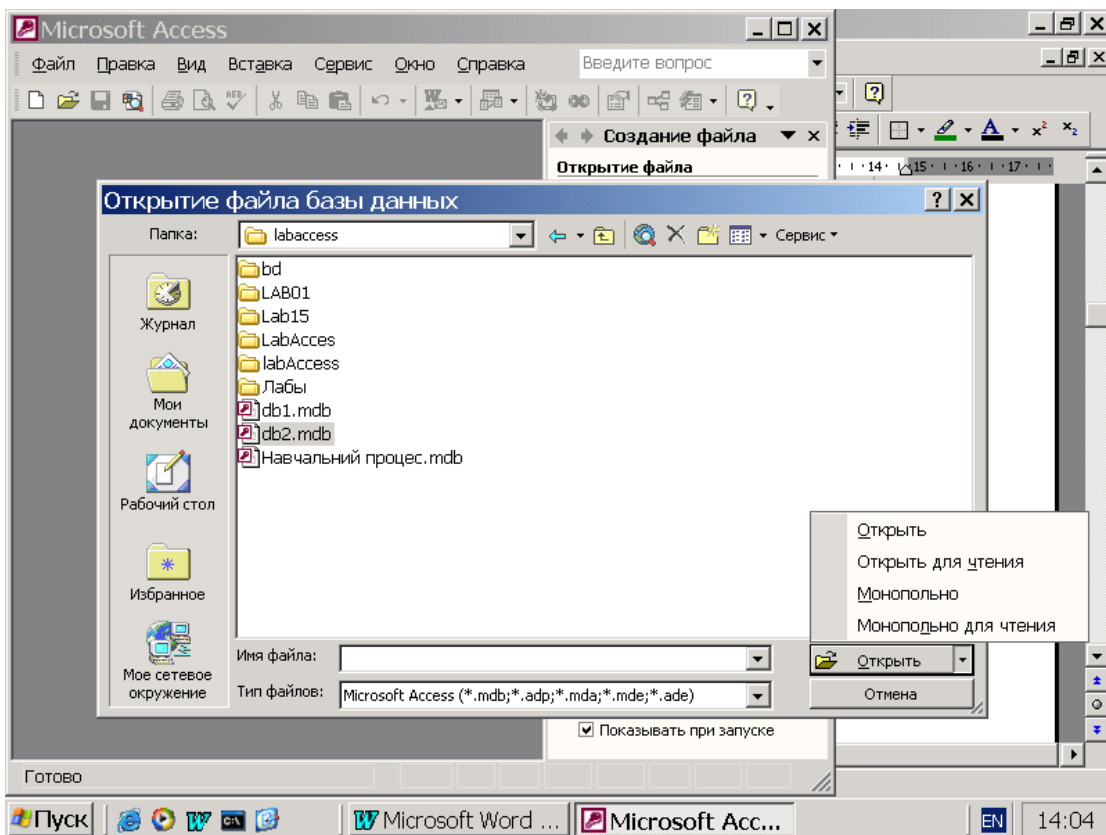 Microsoft Access
Файл Правка Вид Вставка Сервис Окно Справка
Введите вопрос
Создание файла
Открытие файла
14 · 15 · 16 · 17
Открытие файла базы данных
Папка:
labaccess
Сервис
bd
LAB01
Lab15
LabAcces
labAccess
Лабы
db1.mdb
db2.mdb
Навчальний процес.mdb
Журнал
Мои
документы
Рабочий стол
Избранное
Мое сетевое
окружение
Открыть
Открыть для чтения
Монопольно
Монопольно для чтения
Имя файла:
Открыть
Тип файлов:
Microsoft Access (*.mdb;*.adp;*.mda;*.mde;*.ade)
Отмена
Показывать при запуске
Готово
Пуск
Microsoft Word ...
Microsoft Acc...
EN
14:04